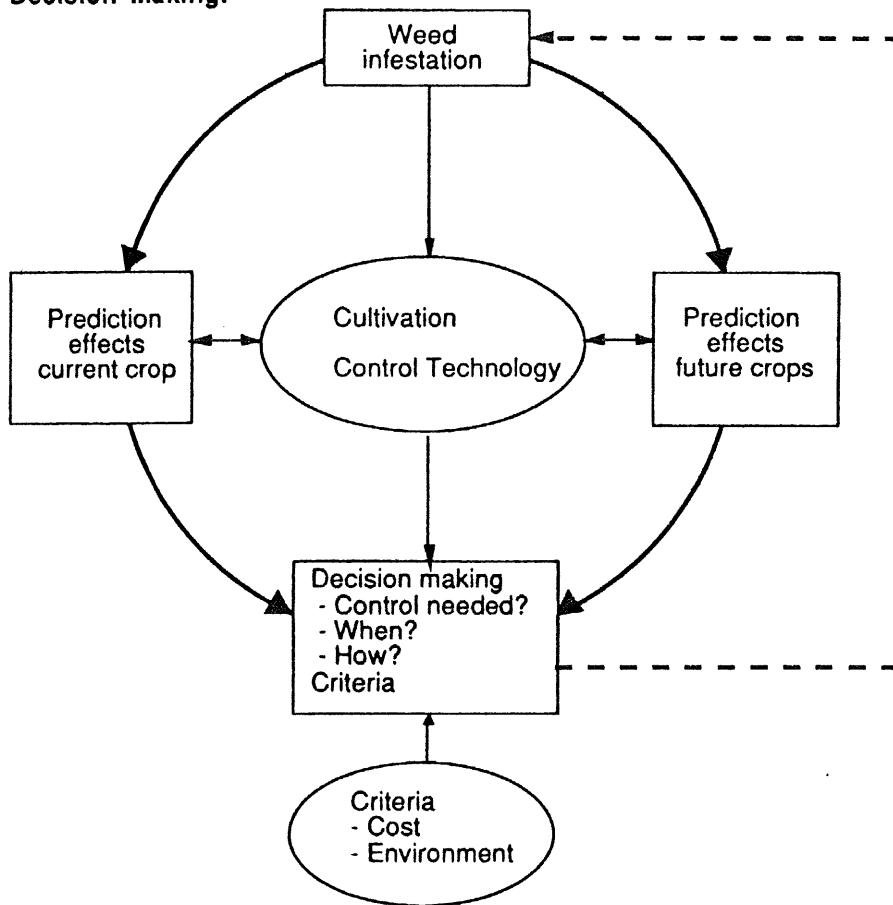 Decision making.
Weed
infestation
Prediction
effects
current crop
Cultivation
Control Technology
Prediction
effects
future crops
Decision making
- Control needed?
- When?
- How?
Criteria
Criteria
- Cost
- Environment